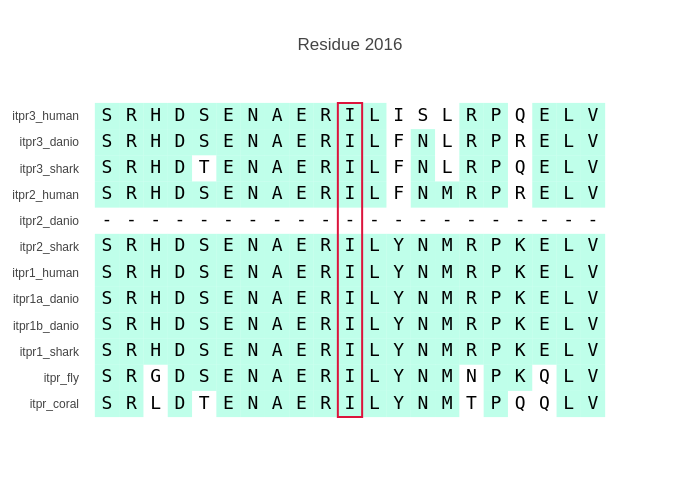 Residue 2016
itpr3_human S R H D S E N A E R I L I S L R P Q E L V
itpr3_danio S R H D S E N A E R I L F N L R P R E L V
itpr3_shark S R H D T E N A E R I L F N L R P Q E L V
itpr2_human S R H D S E N A E R I L F N M R P R E L V
itpr2_danio - - - - - - - - - - - - - - - - - - - - -
itpr2_shark S R H D S E N A E R I L Y N M R P K E L V
itpr1_human S R H D S E N A E R I L Y N M R P K E L V
itpr1a_danio S R H D S E N A E R I L Y N M R P K E L V
itpr1b_danio S R H D S E N A E R I L Y N M R P K E L V
itpr1_shark S R H D S E N A E R I L Y N M R P K E L V
itpr_fly S R G D S E N A E R I L Y N M N P K Q L V
itpr_coral S R L D T E N A E R I L Y N M T P Q Q L V